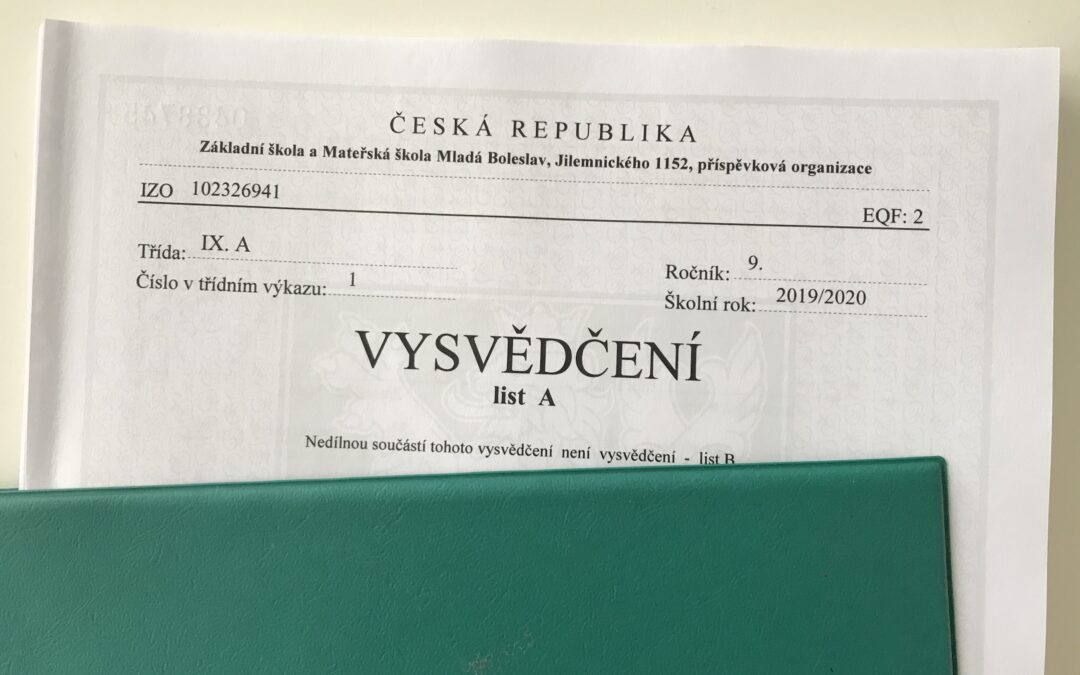 ČESKÁ REPUBLIKA
Základní škola a Mateřská škola Mladá Boleslav, Jilemnického 1152, příspěvková organizace
IZO 102326941
EQF: 2
Třída: IX. A
Ročník: 9.
Číslo v třídním výkazu: 1
Školní rok: 2019/2020
VYSVĚDČENÍ
list A
Nedílnou součástí tohoto vysvědčení není vysvědčení - list B